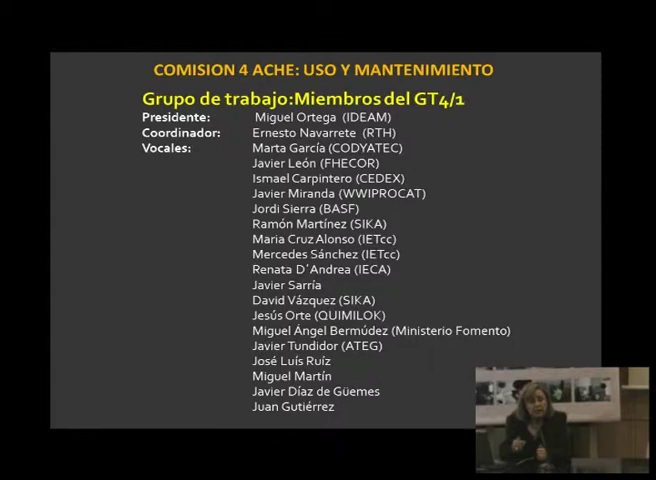 COMISION 4 ACHE: USO Y MANTENIMIENTO
Grupo de trabajo:Miembros del GT4/1
Presidente: Miguel Ortega (IDEAM)
Coordinador: Ernesto Navarrete (RTH)
Vocales: Marta García (CODYATEC)
Javier León (FHECOR)
Ismael Carpintero (CEDEX)
Javier Miranda (WWIPROCAT)
Jordi Sierra (BASF)
Ramón Martínez (SIKA)
Maria Cruz Alonso (IETcc)
Mercedes Sánchez (IETcc)
Renata D´Andrea (IECA)
Javier Sarría
David Vázquez (SIKA)
Jesús Orte (QUIMILOK)
Miguel Ángel Bermúdez (Ministerio Fomento)
Javier Tundidor (ATEG)
José Luís Ruíz
Miguel Martín
Javier Díaz de Güemes
Juan Gutiérrez